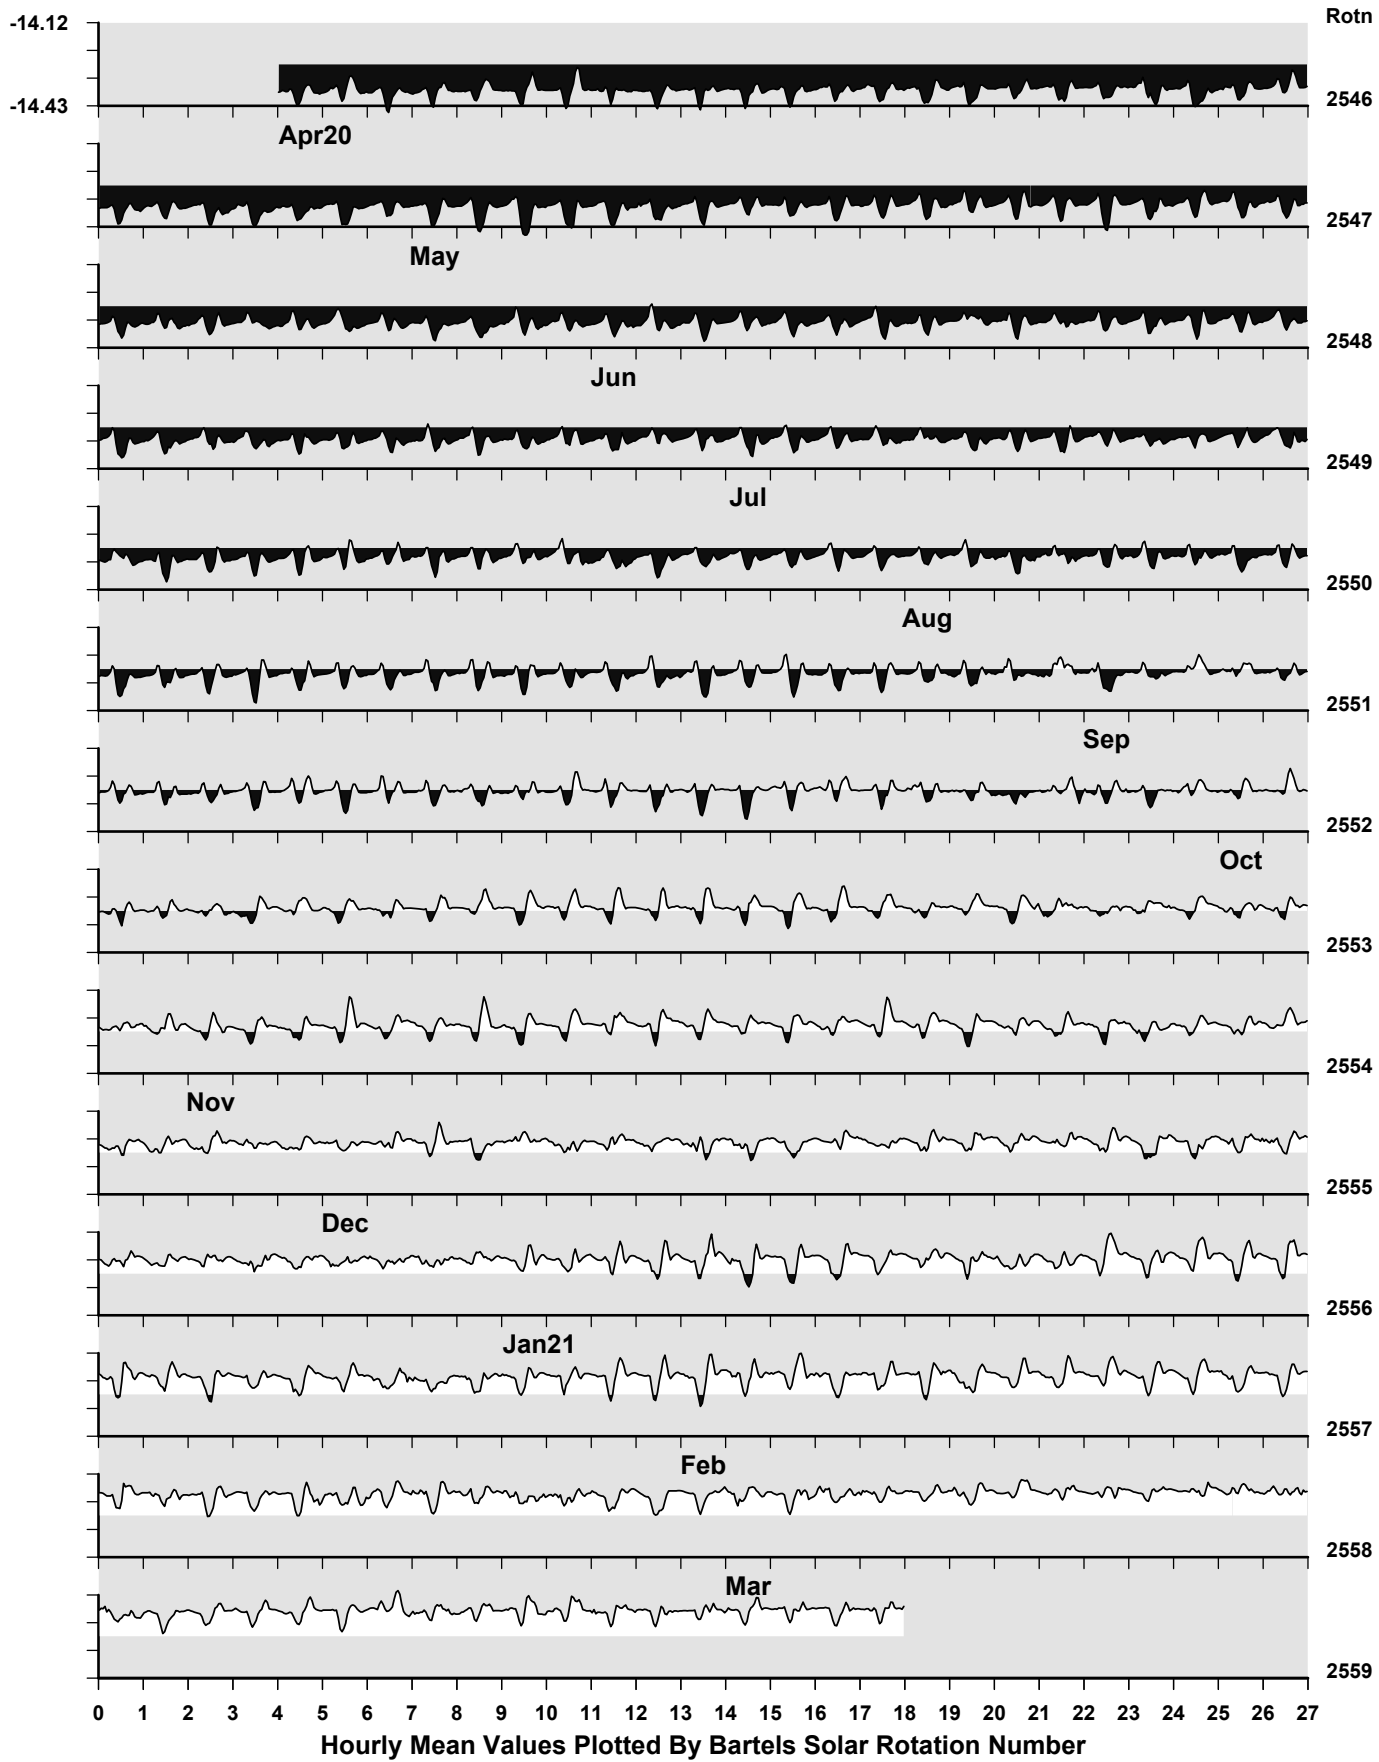 -14.12 Rotn
-14.43 2546
Apr20
2547
May
2548
Jun
2549
Jul
2550
Aug
2551
Sep
2552
Oct
2553
2554
Nov
2555
Dec
2556
Jan21
2557
Feb
2558
Mar
2559
0 1 2 3 4 5 6 7 8 9 10 11 12 13 14 15 16 17 18 19 20 21 22 23 24 25 26 27
Hourly Mean Values Plotted By Bartels Solar Rotation Number